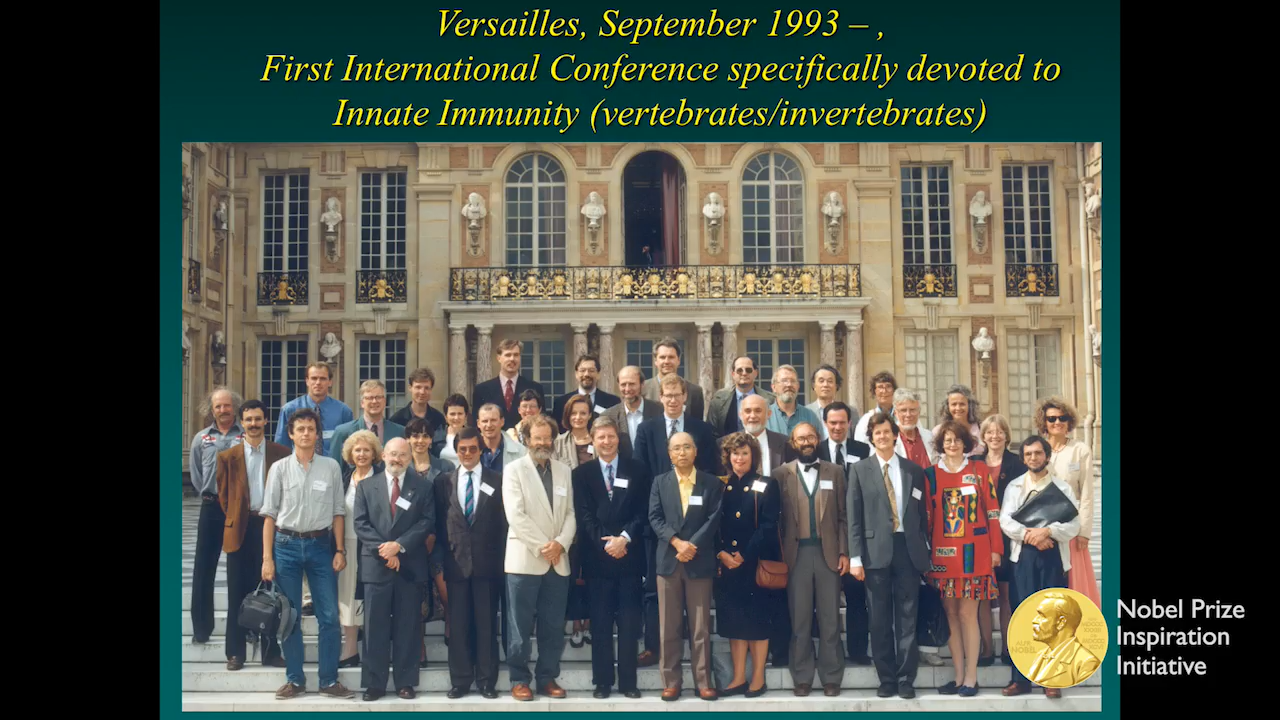 Versailles, September 1993 – ,
First International Conference specifically devoted to
Innate Immunity (vertebrates/invertebrates)
Nobel Prize
Inspiration
Initiative